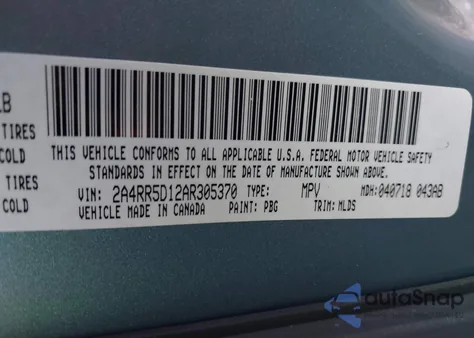 LB
TIRES
COLD
TIRES
COLD
THIS VEHICLE CONFORMS TO ALL APPLICABLE U.S.A. FEDERAL MOTOR VEHICLE SAFETY
STANDARDS IN EFFECT ON THE DATE OF MANUFACTURE SHOWN ABOVE.
VIN: 2A4RR5D12AR305370 TYPE: MPV MDH:040718 043AB
VEHICLE MADE IN CANADA PAINT: PBG TRIM: MLDS
autoSnap